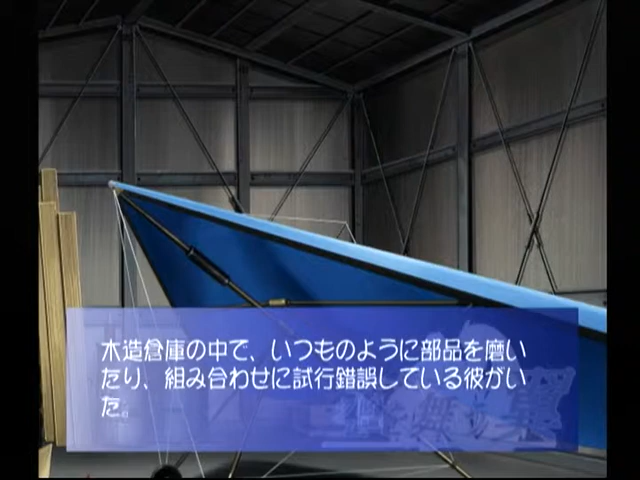 木造倉庫の中で、いつものように部品を磨い
たり、組み合わせに試行錯誤している彼がい
た。